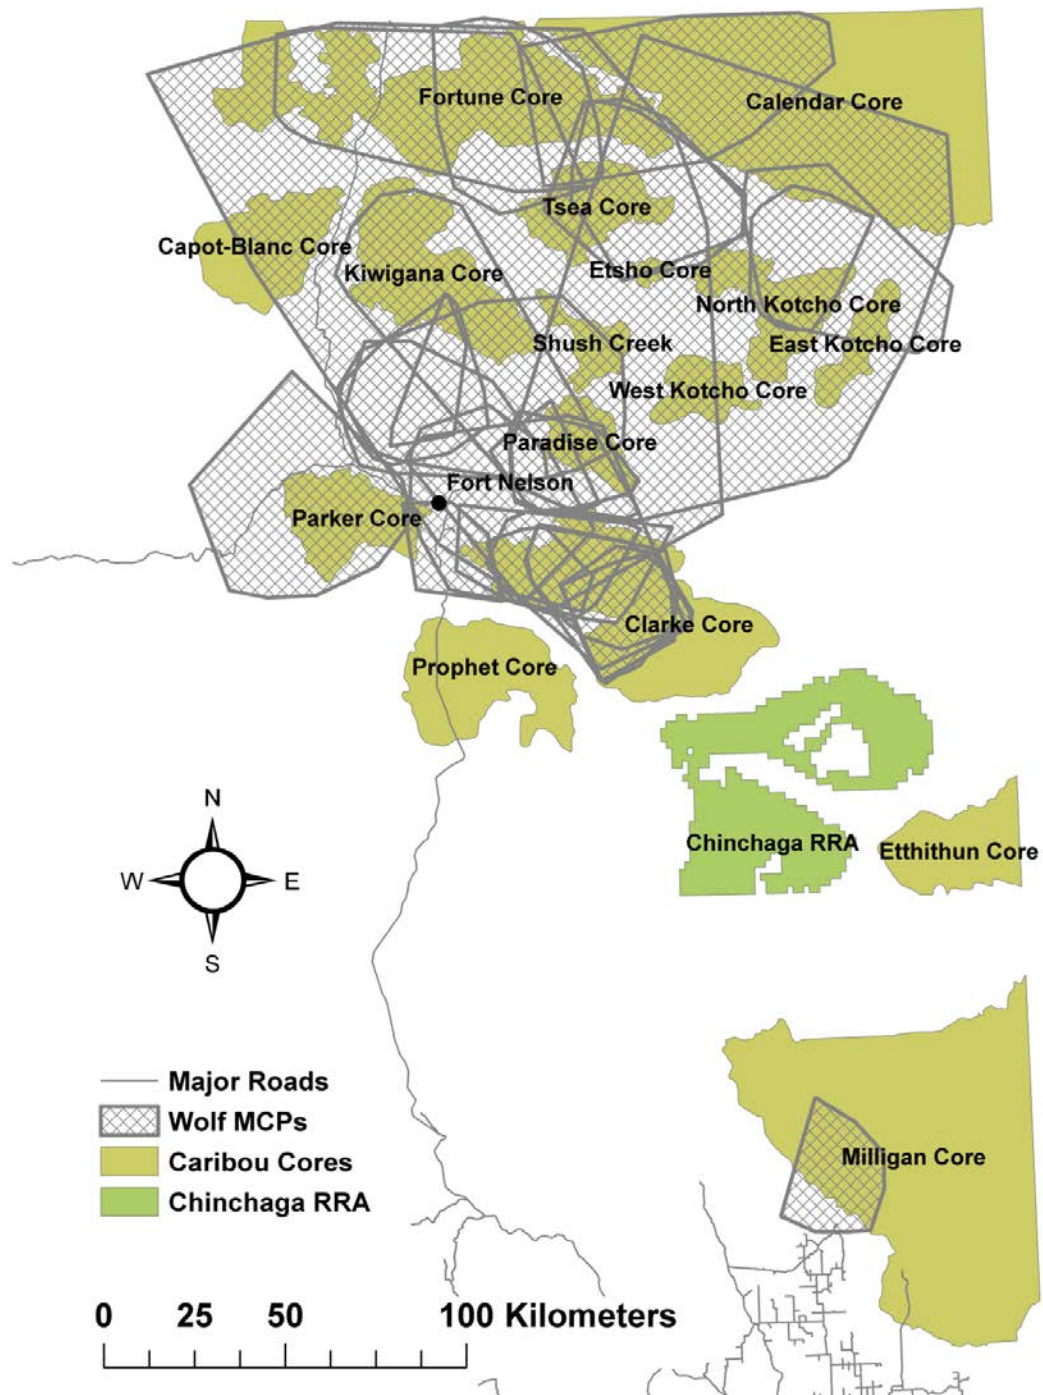 Fortune Core
Calendar Core
Tsea Core
Capot-Blanc Core
Kiwigana Core
Etsho Core
North Kotcho Core
Shush Creek
East Kotcho Core
West Kotcho Core
Paradise Core
Fort Nelson
Parker Core
Clarke Core
Prophet Core
Chinchaga RRA
Etthithun Core
N
W E
S
Major Roads
Wolf MCPs
Caribou Cores
Chinchaga RRA
Milligan Core
0 25 50 100 Kilometers